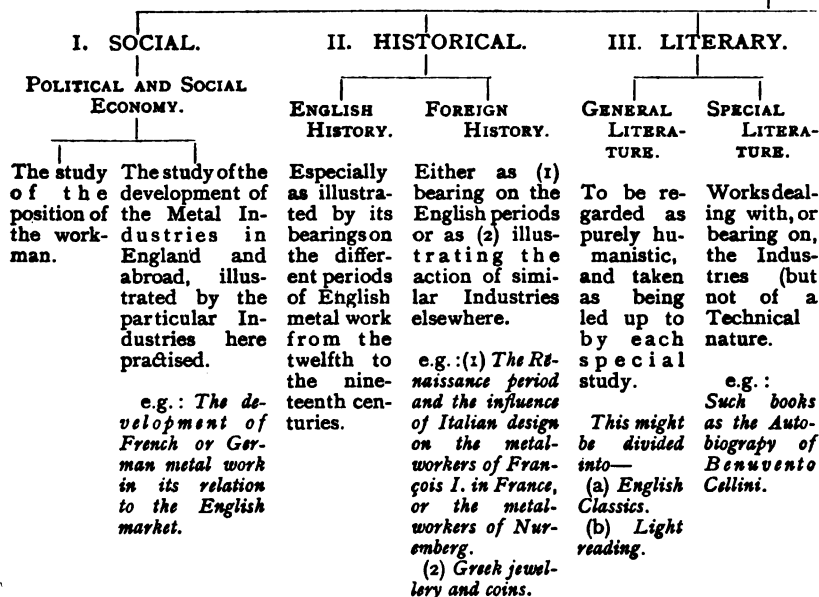 I. SOCIAL.
POLITICAL AND SOCIAL
ECONOMY.
The study
of the
position of
the work-
man.
The study of the
development of
the Metal In-
dustries in
England and
abroad, illus-
trated by the
particular In-
dustries here
practised.
e.g.: The de-
velopment of
French or Ger-
man metal work
in its relation
to the English
market.
II. HISTORICAL.
ENGLISH
HISTORY.
Especially
as illustra-
ted by its
bearings on
the differ-
ent periods
of English
metal work
from the
twelfth to
the nine-
teenth cen-
turies.
FOREIGN
HISTORY.
Either as (1)
bearing on the
English periods
or as (2) illus-
trating the
action of simi-
lar Industries
elsewhere.
e.g.:(1) The Re-
naissance period
and the influence
of Italian design
on the metal-
workers of Fran-
çois I. in France,
or the metal-
workers of Nur-
emberg.
(2) Greek jewel-
lery and coins.
III. LITERARY.
GENERAL
LITERA-
TURE.
To be re-
garded as
purely hu-
manistic,
and taken
as being
led up to
by each
special
study.
This might
be divided
into—
(a) English
Classics.
(b) Light
reading.
SPECIAL
LITERA-
TURE.
Works deal-
ing with, or
bearing on,
the Indus-
tries (but
not of a
Technical
nature.
e.g.:
Such books
as the Auto-
biograpy of
Benuvento
Cellini.